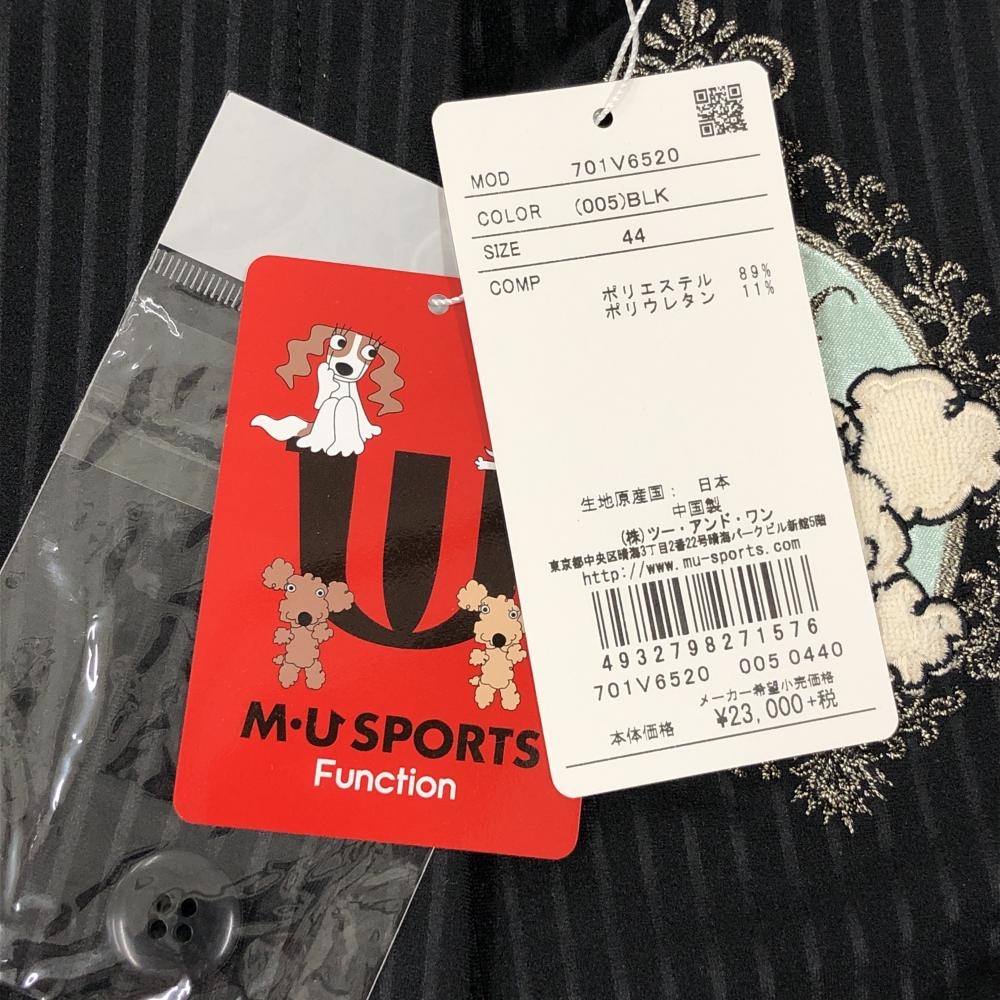 MOD 701V6520
COLOR (005)BLK
SIZE 44
COMP ポリエステル 89%
ポリウレタン 11%
生地原産国： 日本
中国製
(株)ツー・アンド・ワン
東京都中央区晴海3丁目2番22号晴海パークビル新館5階
http://www.mu-sports.com
4932798271576
701V6520 005 0440
メーカー希望小売価格
本体価格 ¥23,000+税
U
M・U SPORTS
Function